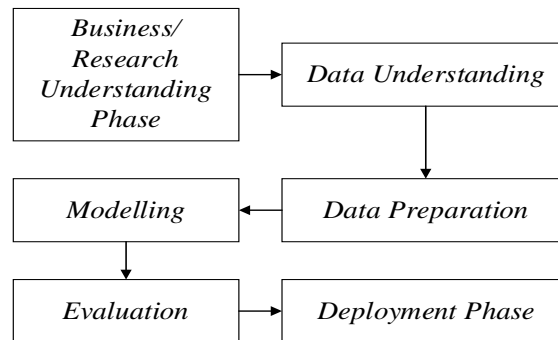 Business/
Research
Understanding
Phase
Data Understanding
Modelling
Data Preparation
Evaluation
Deployment Phase